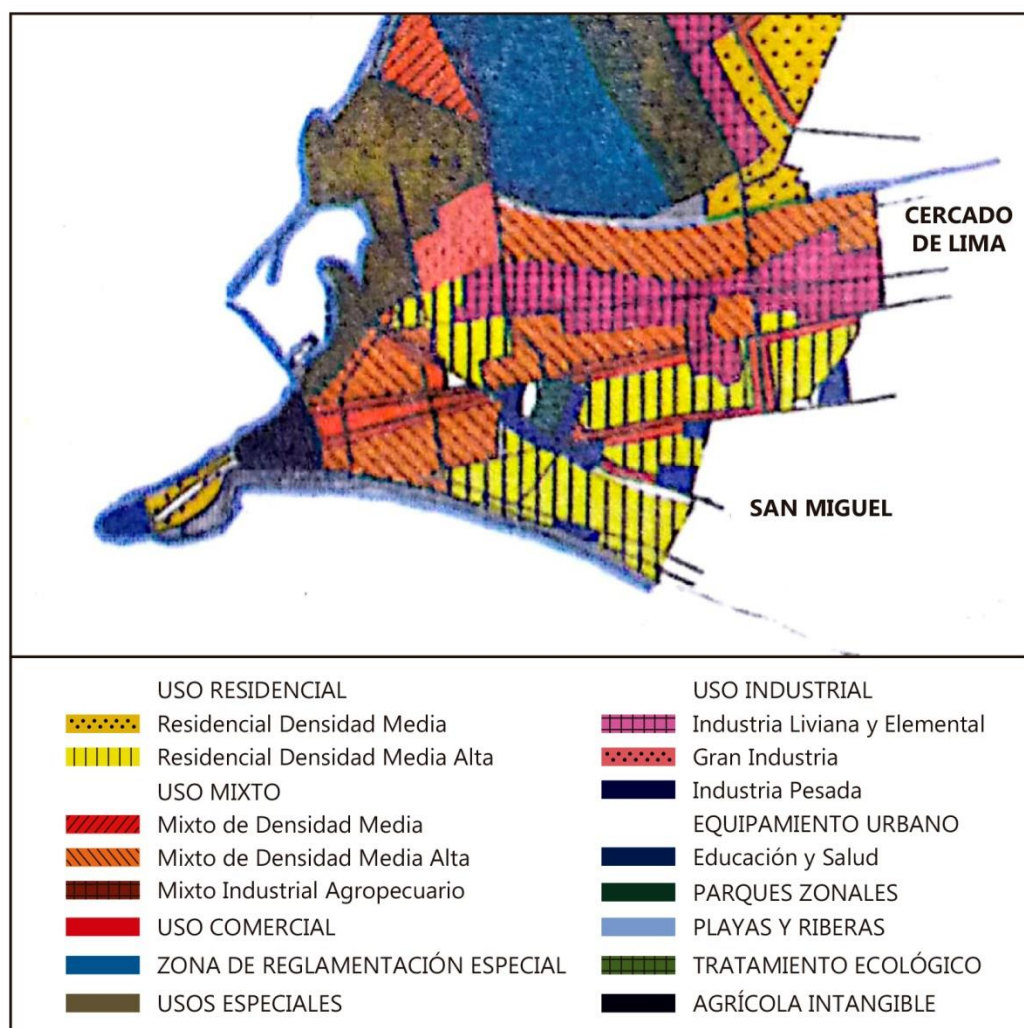 CERCADO
DE LIMA
SAN MIGUEL
USO RESIDENCIAL
Residencial Densidad Media
Residencial Densidad Media Alta
USO MIXTO
Mixto de Densidad Media
Mixto de Densidad Media Alta
Mixto Industrial Agropecuario
USO COMERCIAL
ZONA DE REGLAMENTACIÓN ESPECIAL
USOS ESPECIALES
USO INDUSTRIAL
Industria Liviana y Elemental
Gran Industria
Industria Pesada
EQUIPAMIENTO URBANO
Educación y Salud
PARQUES ZONALES
PLAYAS Y RIBERAS
TRATAMIENTO ECOLÓGICO
AGRÍCOLA INTANGIBLE